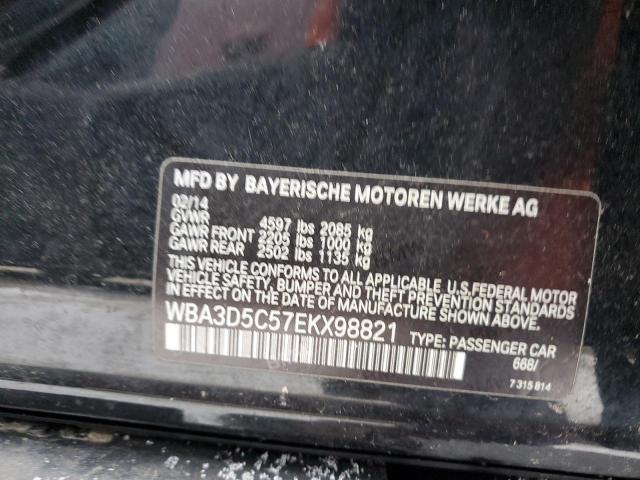 MFD BY BAYERISCHE MOTOREN WERKE AG
02/14
GVWR 4597 lbs 2085 kg
GAWR FRONT 2205 lbs 1000 kg
GAWR REAR 2502 lbs 1135 kg
THIS VEHICLE CONFORMS TO ALL APPLICABLE U.S.FEDERAL MOTOR
VEHICLE SAFETY, BUMPER AND THEFT PREVENTION STANDARDS
IN EFFECT ON THE DATE OF MANUFACTURE SHOWN ABOVE.
WBA3D5C57EKX98821 TYPE: PASSENGER CAR
668/
7 315 814